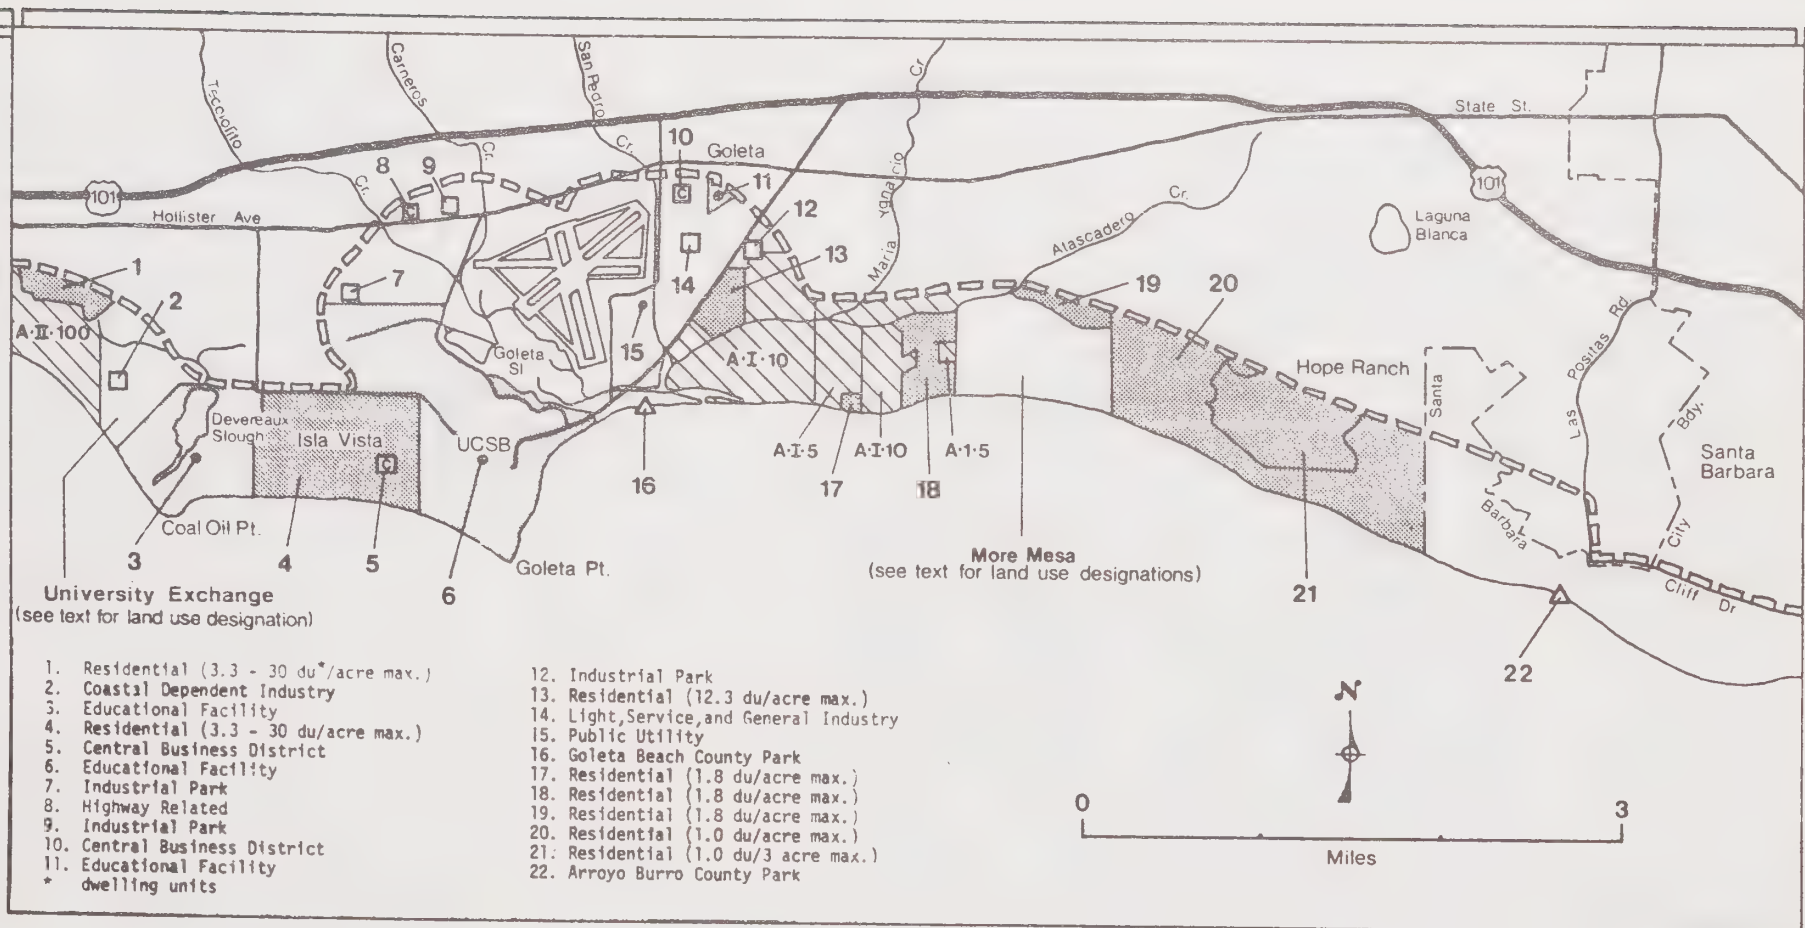 Tecolotito
Cr.
Carneros
Cr.
San Pedro
Cr.
Maria Ygnacio Cr
Atascadero Cr.
State St.
101
101
Hollister Ave
Goleta
Laguna
Blanca
8
9
10
11
12
13
14
1
2
7
15
19
20
A-II-100
Goleta
Sl
A-I-10
Hope Ranch
Las Positas Rd.
Santa
Barbara
City
Bdy.
Santa
Barbara
Devereaux
Slough
Isla Vista
C
C
C
UCSB
A-I-5
A-I-10
A-1-5
16
17
18
Coal Oil Pt.
3
4
5
6
Goleta Pt.
21
22
Cliff Dr
University Exchange
(see text for land use designation)
More Mesa
(see text for land use designations)
1. Residential (3.3 - 30 du*/acre max.)
2. Coastal Dependent Industry
3. Educational Facility
4. Residential (3.3 - 30 du/acre max.)
5. Central Business District
6. Educational Facility
7. Industrial Park
8. Highway Related
9. Industrial Park
10. Central Business District
11. Educational Facility
* dwelling units
12. Industrial Park
13. Residential (12.3 du/acre max.)
14. Light,Service,and General Industry
15. Public Utility
16. Goleta Beach County Park
17. Residential (1.8 du/acre max.)
18. Residential (1.8 du/acre max.)
19. Residential (1.8 du/acre max.)
20. Residential (1.0 du/acre max.)
21. Residential (1.0 du/3 acre max.)
22. Arroyo Burro County Park
N
0 3
Miles